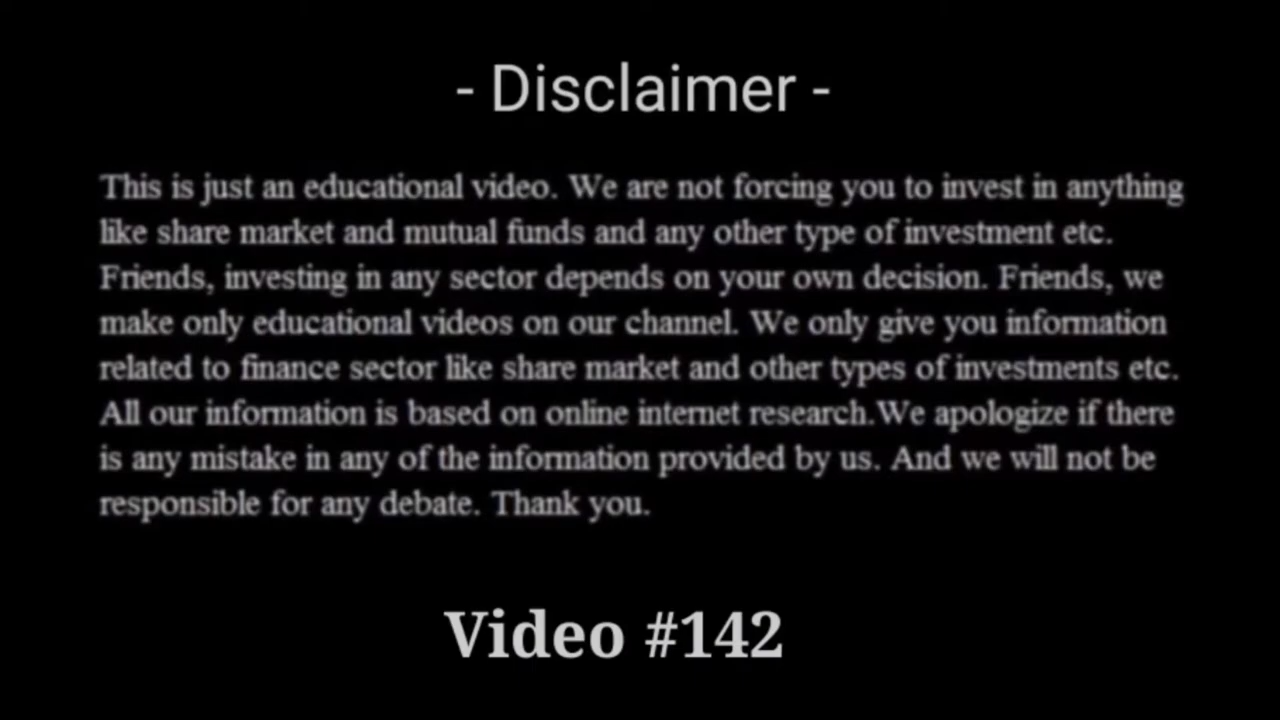 - Disclaimer -
This is just an educational video. We are not forcing you to invest in anything
like share market and mutual funds and any other type of investment etc.
Friends, investing in any sector depends on your own decision. Friends, we
make only educational videos on our channel. We only give you information
related to finance sector like share market and other types of investments etc.
All our information is based on online internet research.We apologize if there
is any mistake in any of the information provided by us. And we will not be
responsible for any debate. Thank you.
Video #142